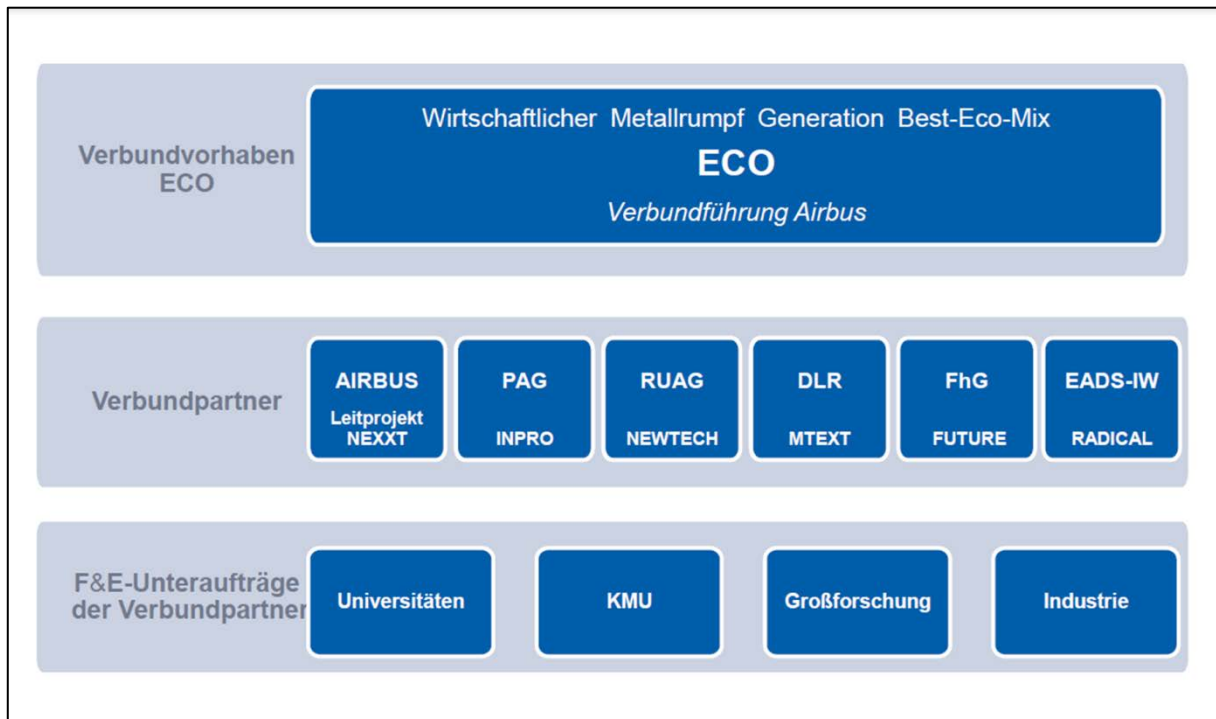 Verbundvorhaben
ECO
Wirtschaftlicher Metallrumpf Generation Best-Eco-Mix
ECO
Verbundführung Airbus
Verbundpartner
AIRBUS
Leitprojekt
NEXXT
PAG
INPRO
RUAG
NEWTECH
DLR
MTEXT
FhG
FUTURE
EADS-IW
RADICAL
F&E-Unteraufträge
der Verbundpartner
Universitäten
KMU
Großforschung
Industrie